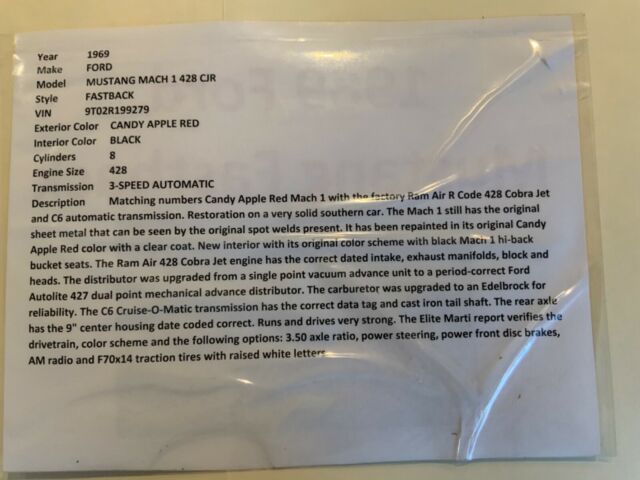 Year 1969
Make FORD
Model MUSTANG MACH 1 428 CJR
Style FASTBACK
VIN 9T02R199279
Exterior Color CANDY APPLE RED
Interior Color BLACK
Cylinders 8
Engine Size 428
Transmission 3-SPEED AUTOMATIC
Description Matching numbers Candy Apple Red Mach 1 with the factory Ram Air R Code 428 Cobra Jet
and C6 automatic transmission. Restoration on a very solid southern car. The Mach 1 still has the original
sheet metal that can be seen by the original spot welds present. It has been repainted in its original Candy
Apple Red color with a clear coat. New interior with its original color scheme with black Mach 1 hi-back
bucket seats. The Ram Air 428 Cobra Jet engine has the correct dated intake, exhaust manifolds, block and
heads. The distributor was upgraded from a single point vacuum advance unit to a period-correct Ford
Autolite 427 dual point mechanical advance distributor. The carburetor was upgraded to an Edelbrock for
reliability. The C6 Cruise-O-Matic transmission has the correct data tag and cast iron tail shaft. The rear axle
has the 9" center housing date coded correct. Runs and drives very strong. The Elite Marti report verifies the
drivetrain, color scheme and the following options: 3.50 axle ratio, power steering, power front disc brakes,
AM radio and F70x14 traction tires with raised white letters